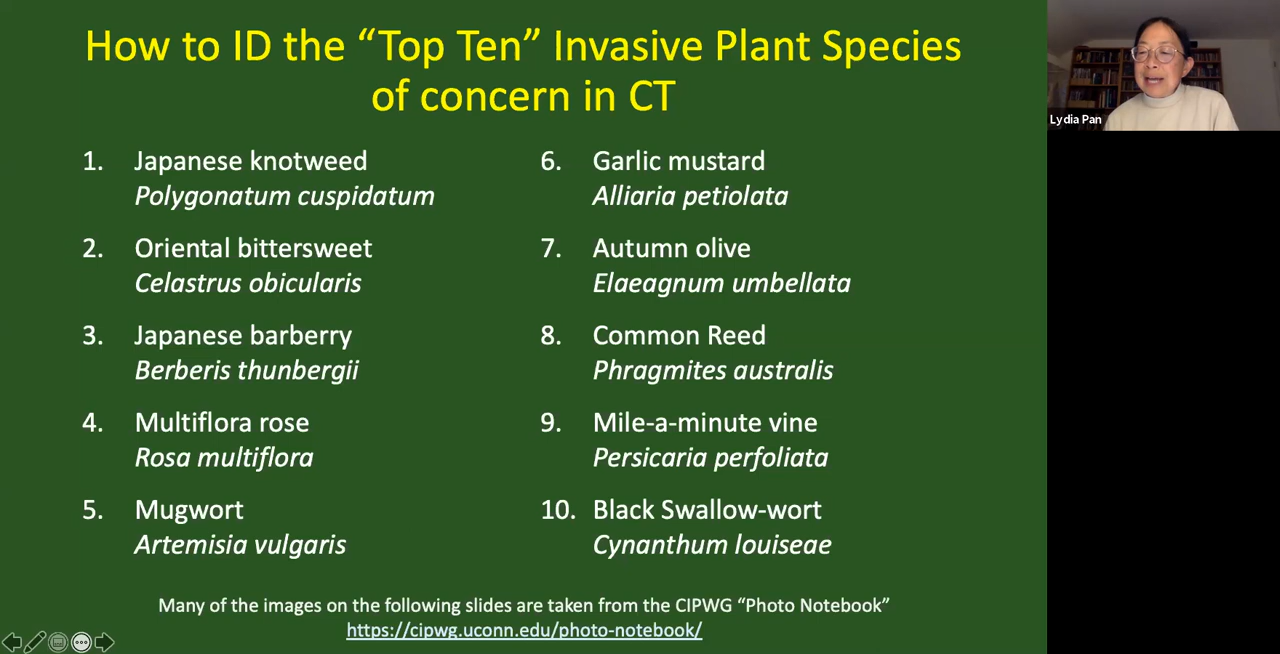 How to ID the “Top Ten” Invasive Plant Species
of concern in CT
1. Japanese knotweed
Polygonatum cuspidatum
2. Oriental bittersweet
Celastrus obicularis
3. Japanese barberry
Berberis thunbergii
4. Multiflora rose
Rosa multiflora
5. Mugwort
Artemisia vulgaris
6. Garlic mustard
Alliaria petiolata
7. Autumn olive
Elaeagnum umbellata
8. Common Reed
Phragmites australis
9. Mile-a-minute vine
Persicaria perfoliata
10. Black Swallow-wort
Cynanthum louiseae
Many of the images on the following slides are taken from the CIPWG “Photo Notebook”
https://cipwg.uconn.edu/photo-notebook/
Lydia Pan